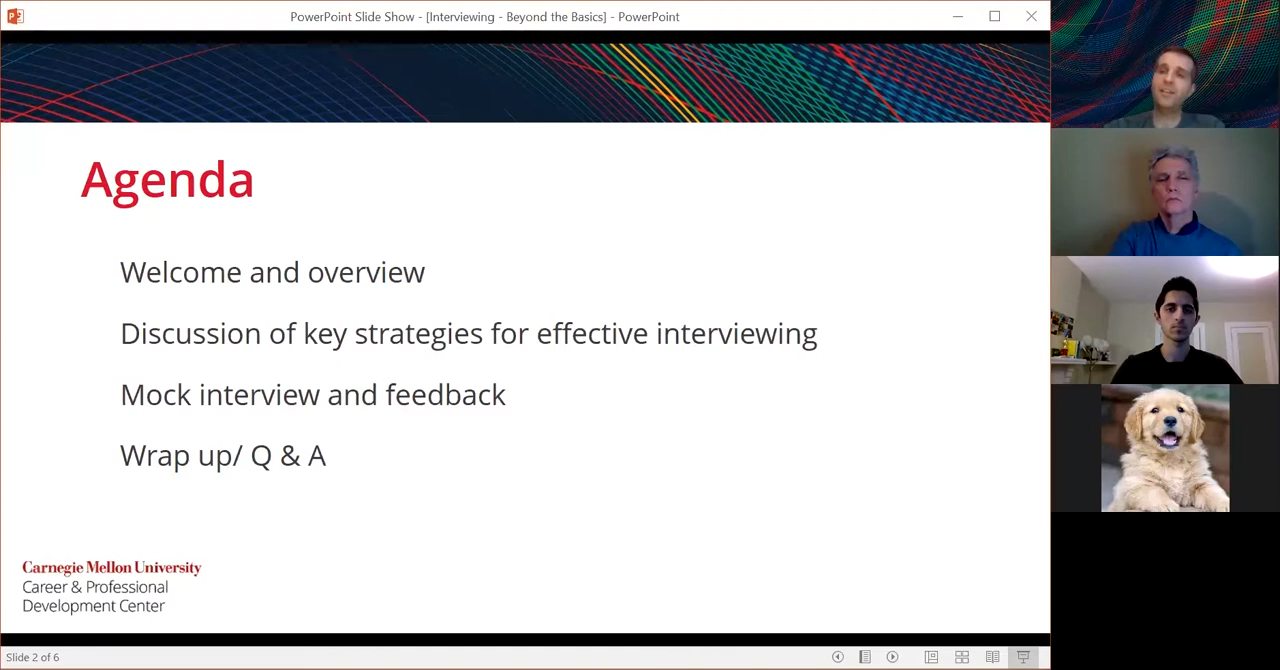 PowerPoint Slide Show - [Interviewing - Beyond the Basics] - PowerPoint
Agenda
Welcome and overview
Discussion of key strategies for effective interviewing
Mock interview and feedback
Wrap up/ Q & A
Carnegie Mellon University
Career & Professional
Development Center
Slide 2 of 6